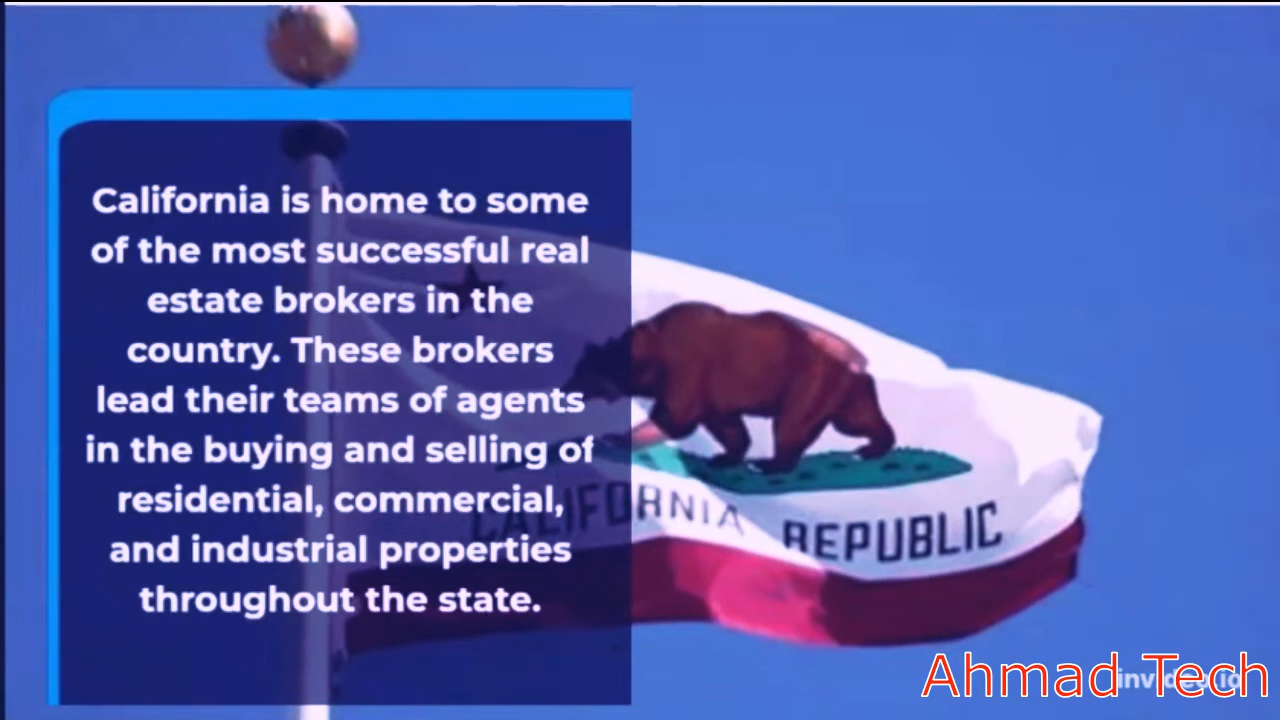 California is home to some
of the most successful real
estate brokers in the
country. These brokers
lead their teams of agents
in the buying and selling of
residential, commercial,
and industrial properties
throughout the state.
CALIFORNIA REPUBLIC
Ahmad Tech